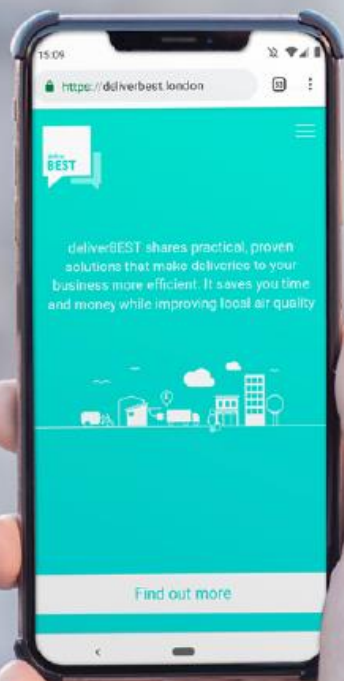 15:09
https://deliverbest.london
deliver
BEST
deliverBEST shares practical, proven
solutions that make deliveries to your
business more efficient. It saves you time
and money while improving local air quality
Find out more